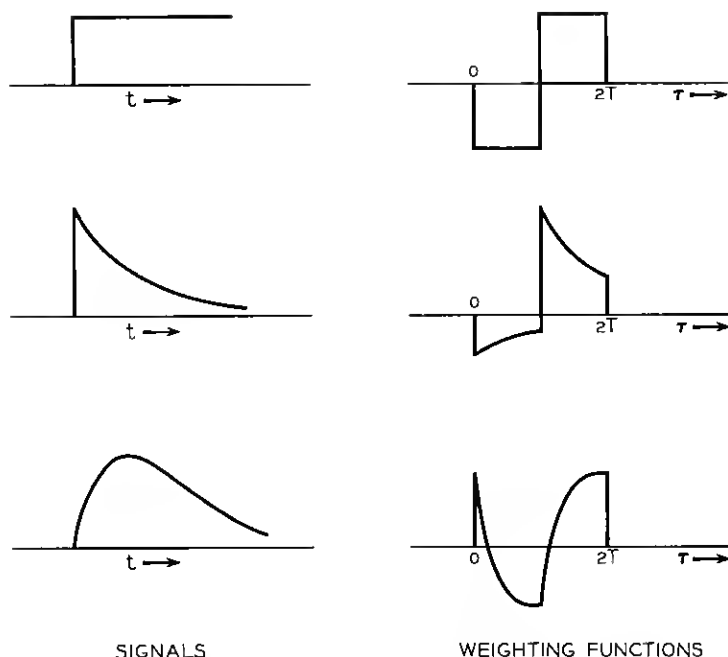 t
0
2T
τ
t
0
2T
τ
t
0
2T
τ
SIGNALS
WEIGHTING FUNCTIONS